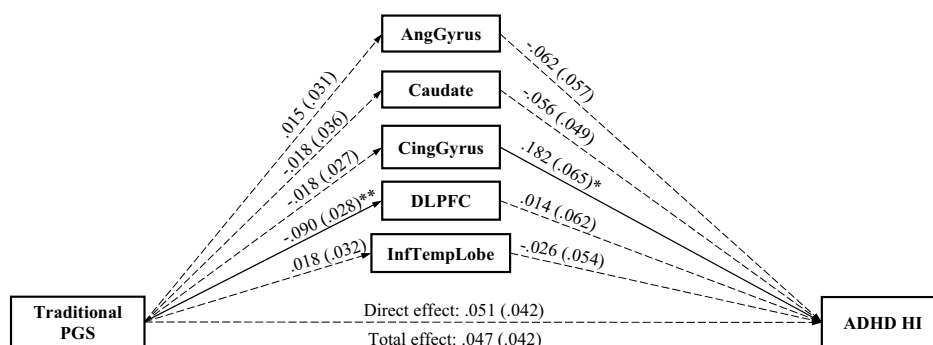 AngGyrus
-.062 (.057)
.015 (.031)
Caudate
-.056 (.049)
-.018 (.036)
CingGyrus
.182 (.065)*
-.018 (.027)
DLPFC
.014 (.062)
-.090 (.028)**
InfTempLobe
-.026 (.054)
.018 (.032)
Traditional
PGS
Direct effect: .051 (.042)
Total effect: .047 (.042)
ADHD HI